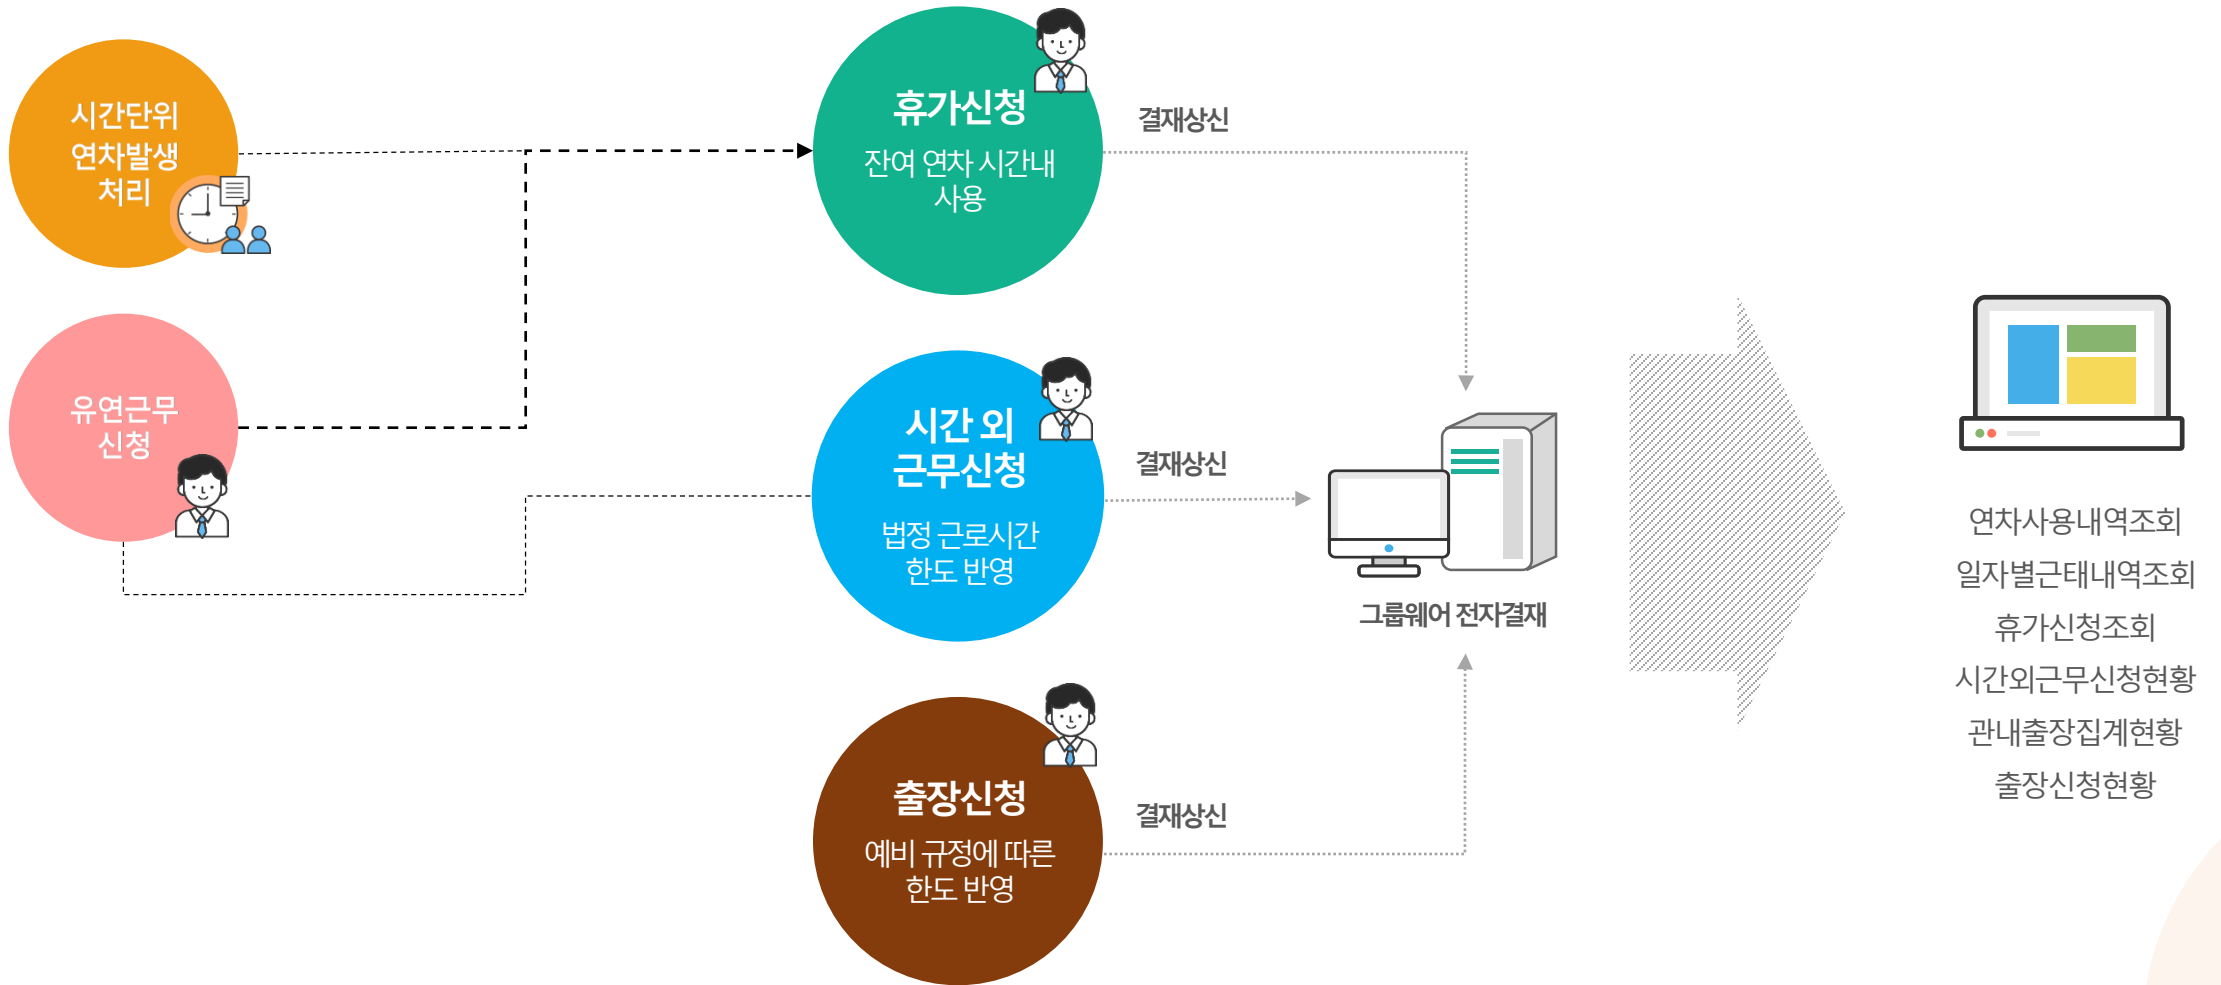 시간단위
연차발생
처리
유연근무
신청
휴가신청
잔여 연차 시간내
사용
결재상신
시간 외
근무신청
법정 근로시간
한도 반영
결재상신
출장신청
예비 규정에 따른
한도 반영
결재상신
그룹웨어 전자결재
연차사용내역조회
일자별근태내역조회
휴가신청조회
시간외근무신청현황
관내출장집계현황
출장신청현황